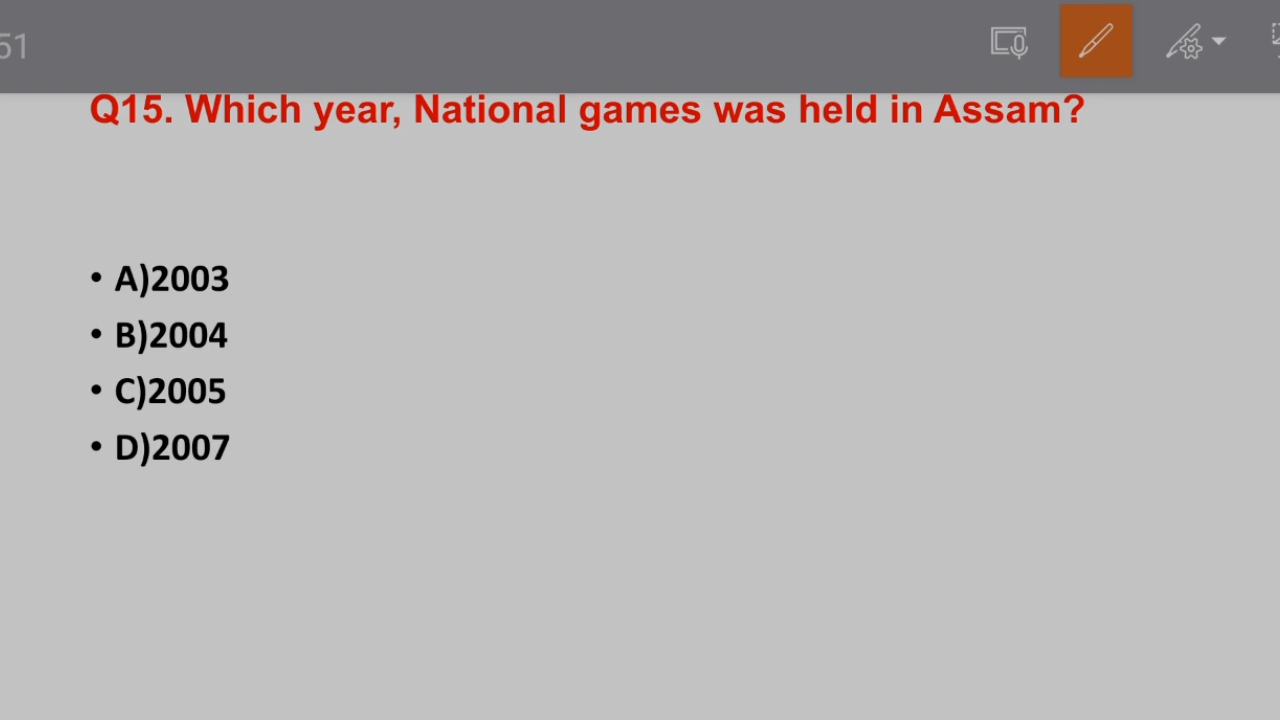 51
Q15. Which year, National games was held in Assam?
• A)2003
• B)2004
• C)2005
• D)2007